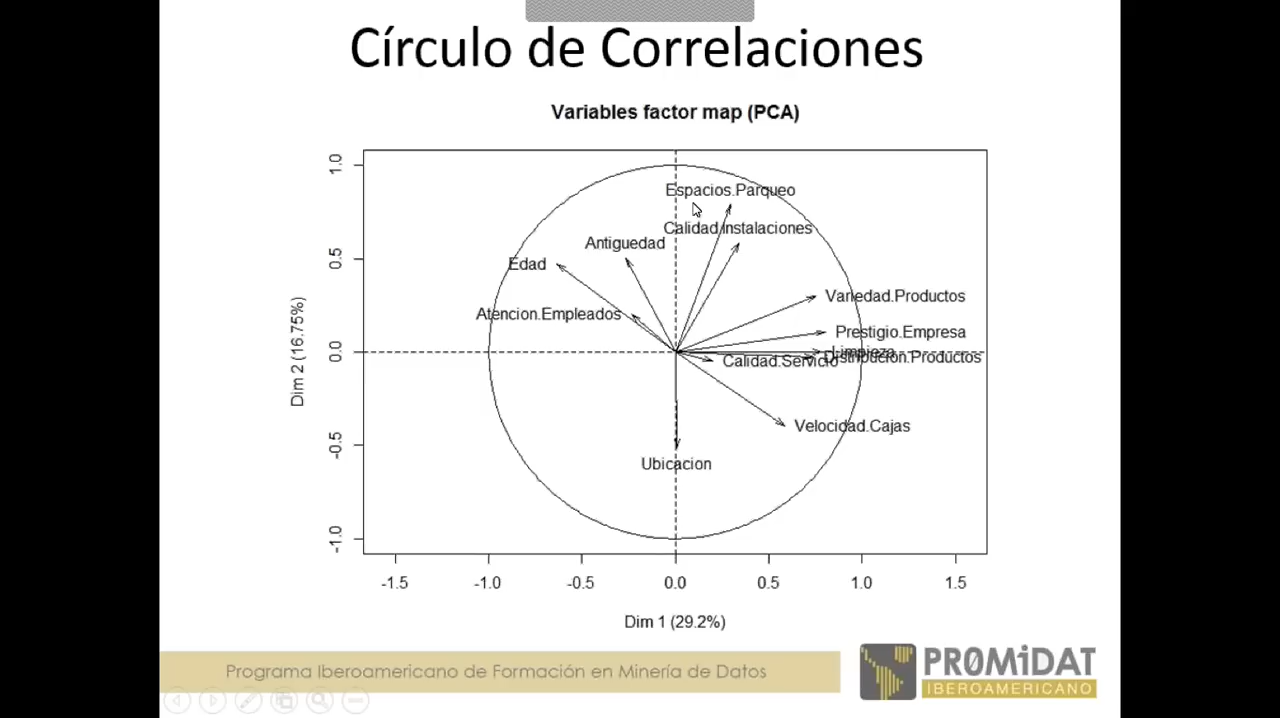 Círculo de Correlaciones
Variables factor map (PCA)
1.0
0.5
0.0
-0.5
-1.0
Dim 2 (16.75%)
Espacios.Parqueo
Calidad.Instalaciones
Antiguedad
Edad
Variedad.Productos
Atencion.Empleados
Prestigio.Empresa
Limpieza
Distribucion.Productos
Calidad.Servicio
Velocidad.Cajas
Ubicacion
-1.5 -1.0 -0.5 0.0 0.5 1.0 1.5
Dim 1 (29.2%)
Programa Iberoamericano de Formación en Minería de Datos
PROMiDAT
IBEROAMERICANO